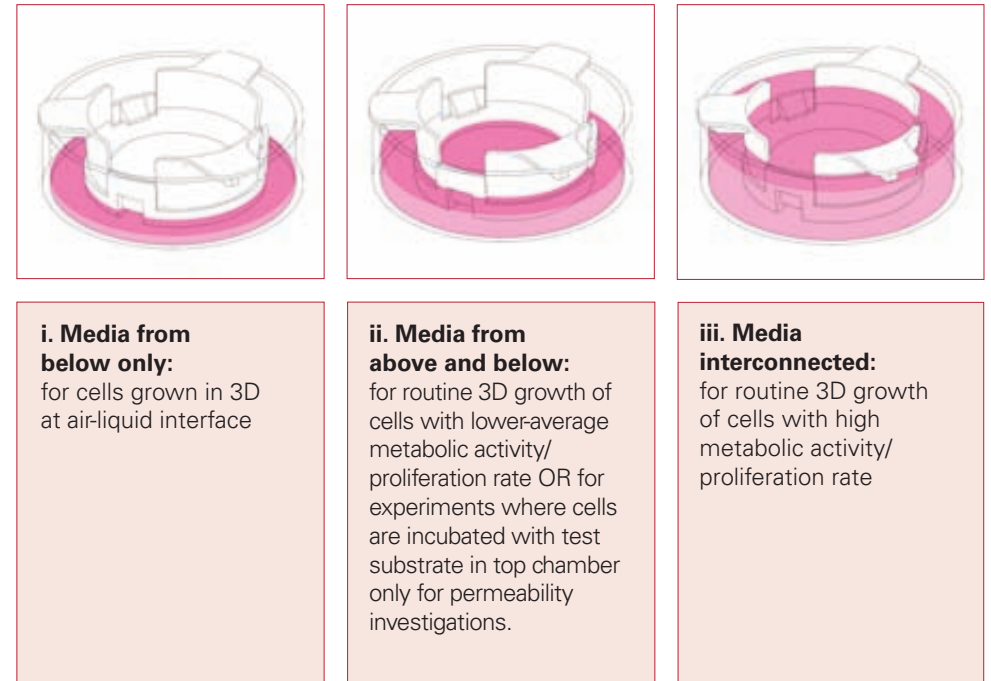 i. Media from
below only:
for cells grown in 3D
at air-liquid interface
ii. Media from
above and below:
for routine 3D growth of
cells with lower-average
metabolic activity/
proliferation rate OR for
experiments where cells
are incubated with test
substrate in top chamber
only for permeability
investigations.
iii. Media
interconnected:
for routine 3D growth
of cells with high
metabolic activity/
proliferation rate